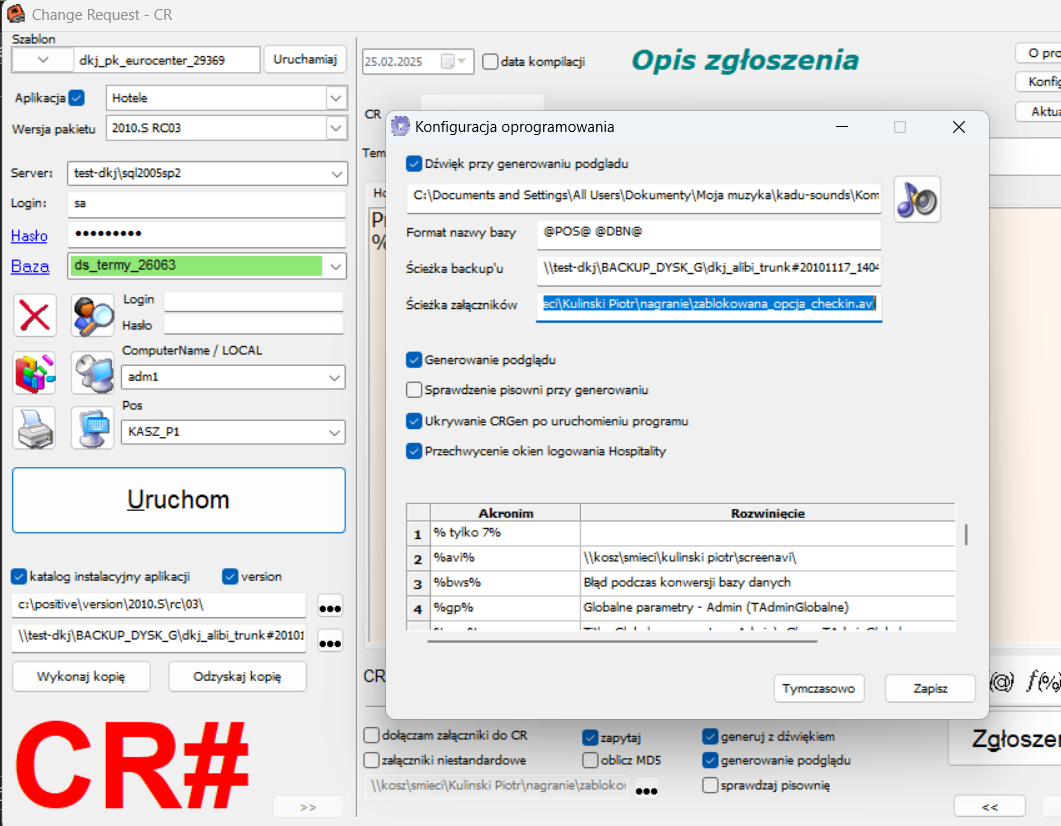 Change Request - CR
Szablon
dkj_pk_eurocenter_29369
Uruchamiaj
Aplikacja
Hotele
Wersja pakietu
2010.S RC03
Server:
test-dkj\sql2005sp2
Login:
sa
Hasło
•••••••••
Baza
ds_termy_26063
Login
Hasło
ComputerName / LOCAL
adm1
Pos
KASZ_P1
Uruchom
katalog instalacyjny aplikacji
version
c:\positive\version\2010.S\rc\03\
\\test-dkj\BACKUP_DYSK_G\dkj_alibi_trunk#20101
Wykonaj kopię
Odzyskaj kopię
CR#
>>
25.02.2025
data kompilacji
Opis zgłoszenia
O pro
Konfig
Aktua
CR
Tem
Ho
%
Konfiguracja oprogramowania
Dźwięk przy generowaniu podgladu
C:\Documents and Settings\All Users\Dokumenty\Moja muzyka\kadu-sounds\Kom
Format nazwy bazy
@POS@ @DBN@
Ścieżka backup'u
\\test-dkj\BACKUP_DYSK_G\dkj_alibi_trunk#20101117_1404
Ścieżka załączników
eci\Kulinski Piotr\nagranie\zablokowana_opcja_checkin.avi
Generowanie podglądu
Sprawdzenie pisowni przy generowaniu
Ukrywanie CRGen po uruchomieniu programu
Przechwycenie okien logowania Hospitality
Akronim
Rozwinięcie
1
% tylko 7%
2
%avi%
\\kosz\smieci\kulinski piotr\screenavi\
3
%bws%
Błąd podczas konwersji bazy danych
4
%gp%
Globalne parametry - Admin (TAdminGlobalne)
Tymczasowo
Zapisz
CR
(@)
f(%
dołączam załączniki do CR
zapytaj
generuj z dźwiękiem
załączniki niestandardowe
oblicz MD5
generowanie podglądu
\\kosz\smieci\Kulinski Piotr\nagranie\zabloko
sprawdzaj pisownię
Zgłoszen
<<